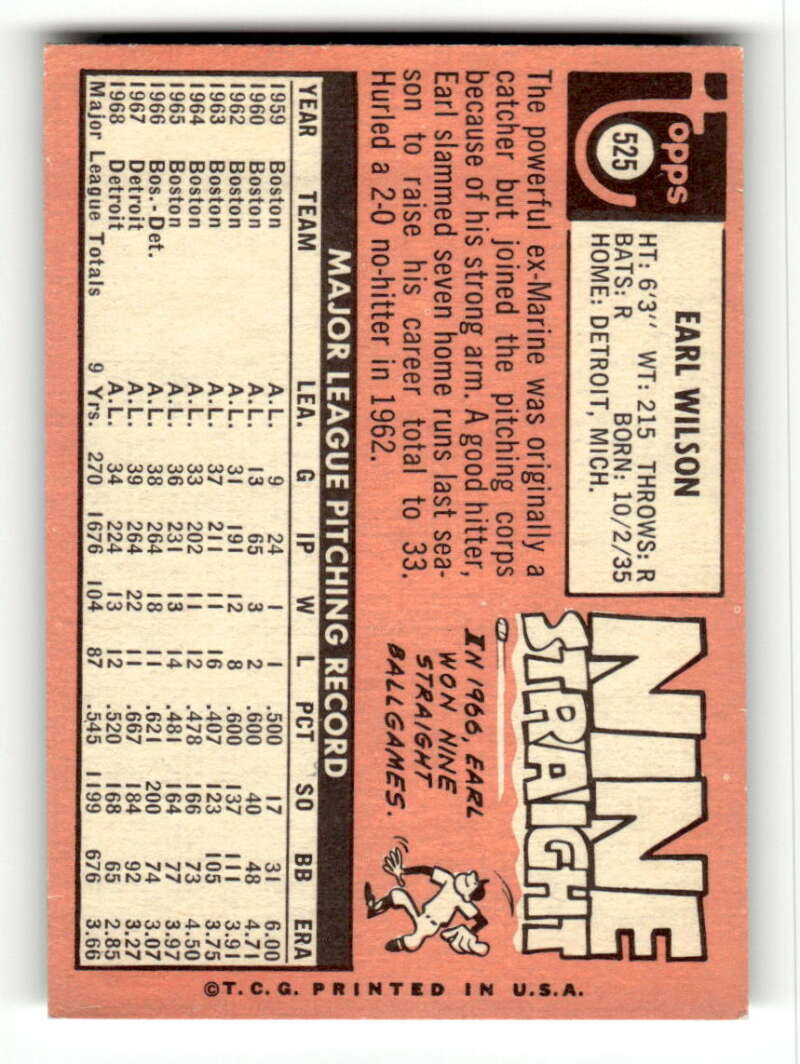 Topps
525
EARL WILSON
HT: 6'3" WT: 215 THROWS: R
BATS: R BORN: 10/2/35
HOME: DETROIT, MICH.
The powerful ex-Marine was originally a
catcher but joined the pitching corps
because of his strong arm. A good hitter,
Earl slammed seven home runs last sea-
son to raise his career total to 33.
Hurled a 2-0 no-hitter in 1962.
NINE
STRAIGHT
IN 1966, EARL
WON NINE
STRAIGHT
BALLGAMES.
MAJOR LEAGUE PITCHING RECORD
YEAR TEAM LEA. G IP W L PCT SO BB ERA
1959 Boston A.L. 9 24 1 1 .500 17 31 6.00
1960 Boston A.L. 13 65 3 2 .600 40 48 4.71
1962 Boston A.L. 31 191 12 8 .600 137 111 3.91
1963 Boston A.L. 37 211 11 16 .407 123 105 3.75
1964 Boston A.L. 33 202 11 12 .478 166 73 4.50
1965 Boston A.L. 36 231 13 14 .481 164 77 3.97
1966 Bos.-Det. A.L. 38 264 18 11 .621 200 74 3.07
1967 Detroit A.L. 39 264 22 11 .667 184 92 3.27
1968 Detroit A.L. 34 224 13 12 .520 168 65 2.85
Major League Totals 9 Yrs. 270 1676 104 87 .545 1199 676 3.66
©T.C.G. PRINTED IN U.S.A.